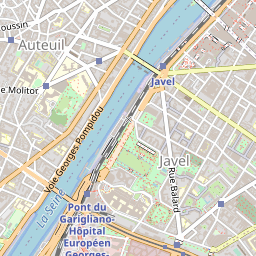 oussin
Auteuil
e Molitor
Javel
Voie Georges Pompidou
Rue Balard
Javel
La Seine
Pont du
Garigliano-
Hôpital
Européen
Georges-